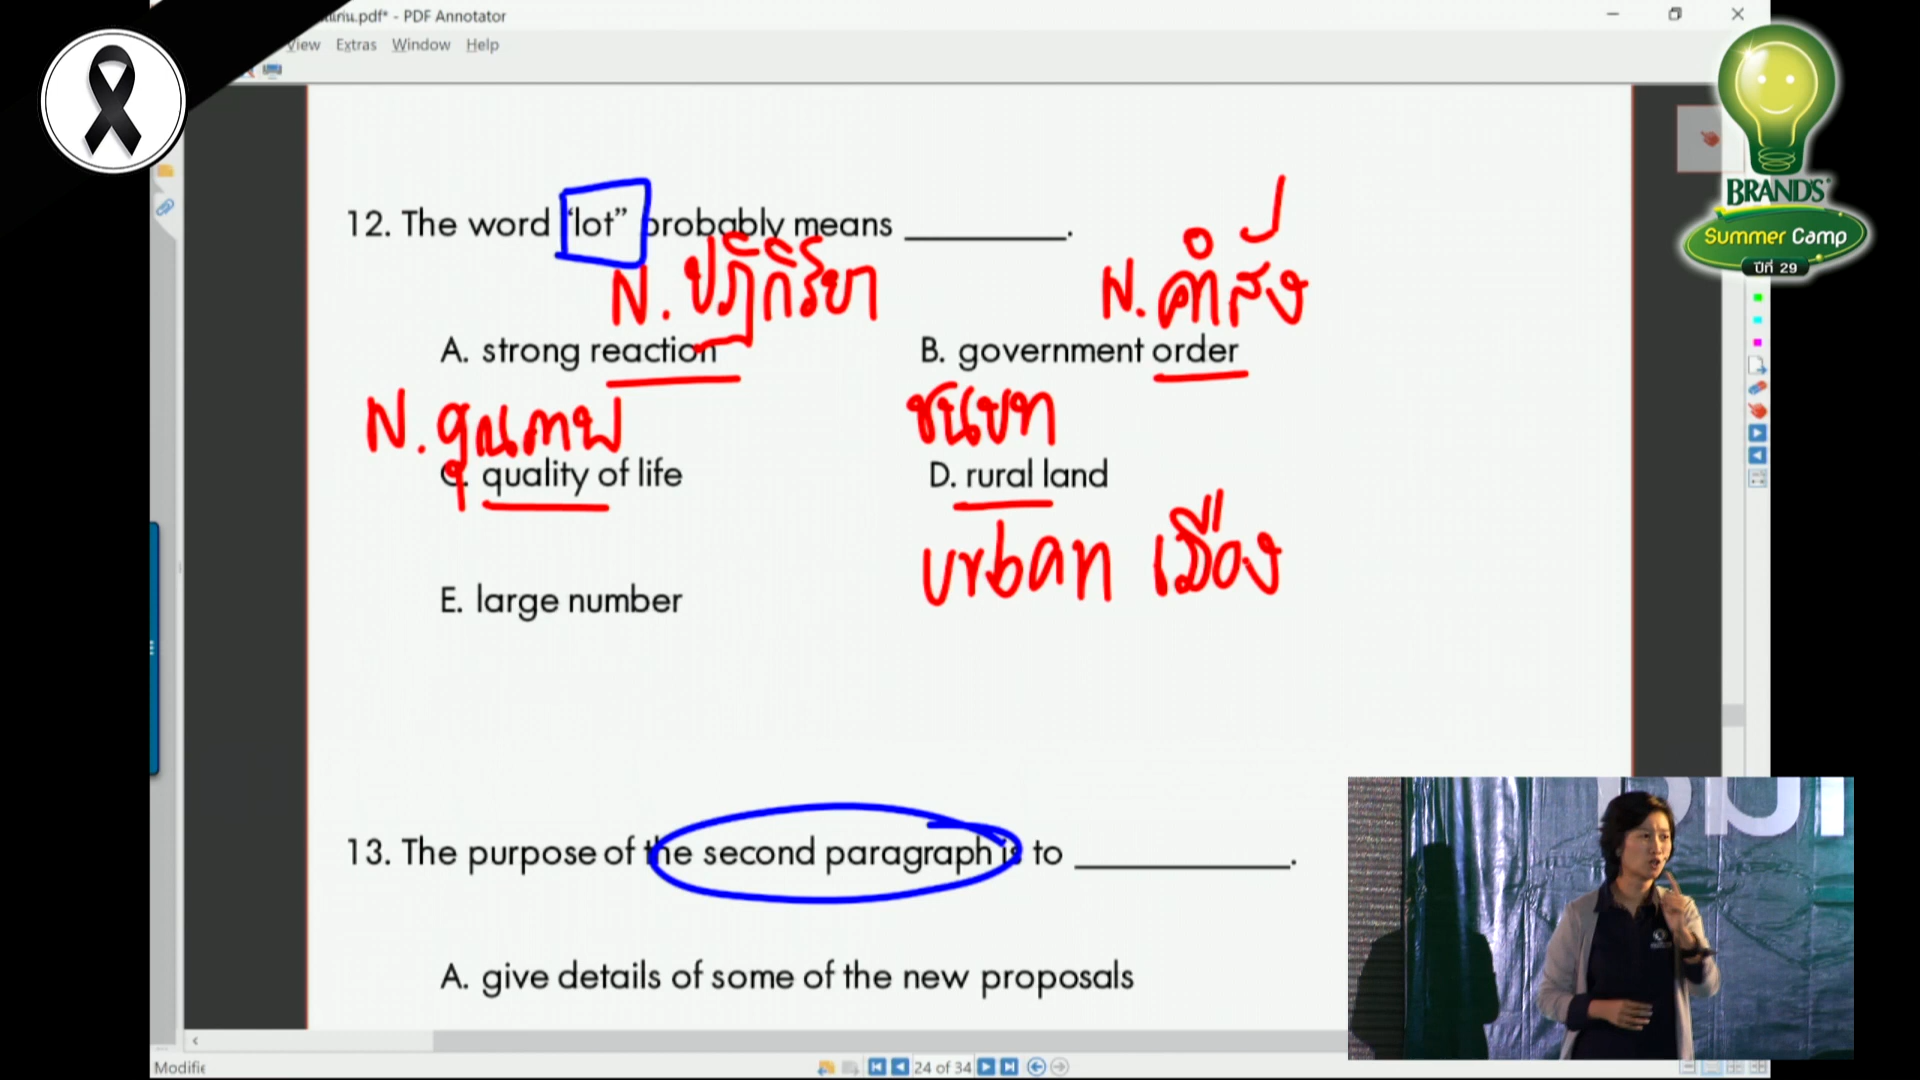 .pdf* - PDF Annotator
View Extras Window Help
BRAND'S
Summer Camp
ปีที่ 29
12. The word "lot" probably means ________.
N. ปฏิกิริยา
N. คำสั่ง
A. strong reaction
B. government order
N. คุณภาพ
ชนบท
C. quality of life
D. rural land
เมือง
E. large number
13. The purpose of the second paragraph is to ________.
A. give details of some of the new proposals
24 of 34